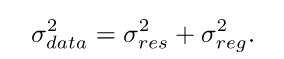 σ²_data = σ²_res + σ²_reg.